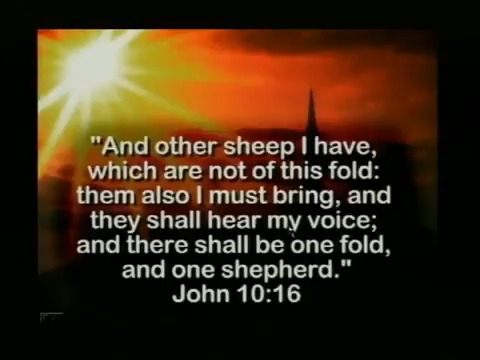 "And other sheep I have,
which are not of this fold:
them also I must bring, and
they shall hear my voice;
and there shall be one fold,
and one shepherd."
John 10:16